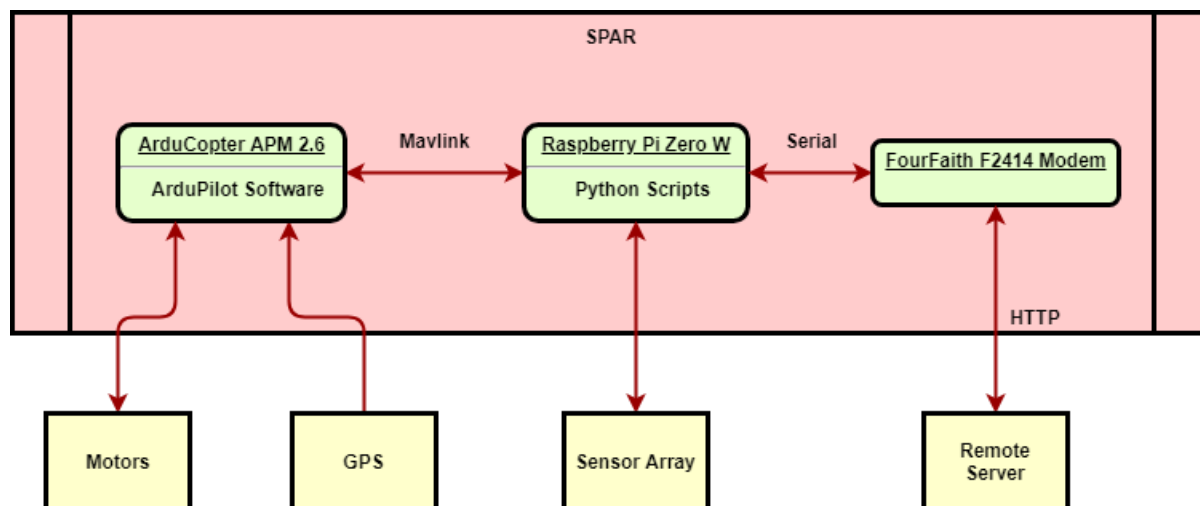 SPAR
ArduCopter APM 2.6
ArduPilot Software
Mavlink
Raspberry Pi Zero W
Python Scripts
Serial
FourFaith F2414 Modem
HTTP
Motors
GPS
Sensor Array
Remote
Server